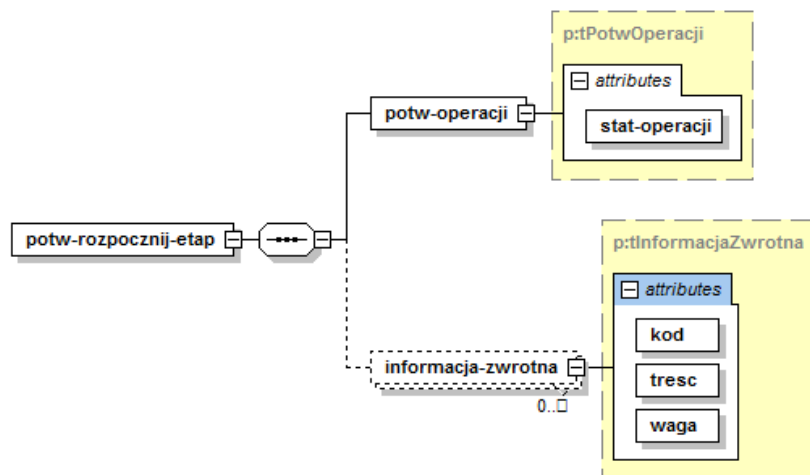 p:tPotwOperacji
attributes
potw-operacji
stat-operacji
potw-rozpocznij-etap
p:tInformacjaZwrotna
attributes
kod
informacja-zwrotna
tresc
0..□
waga